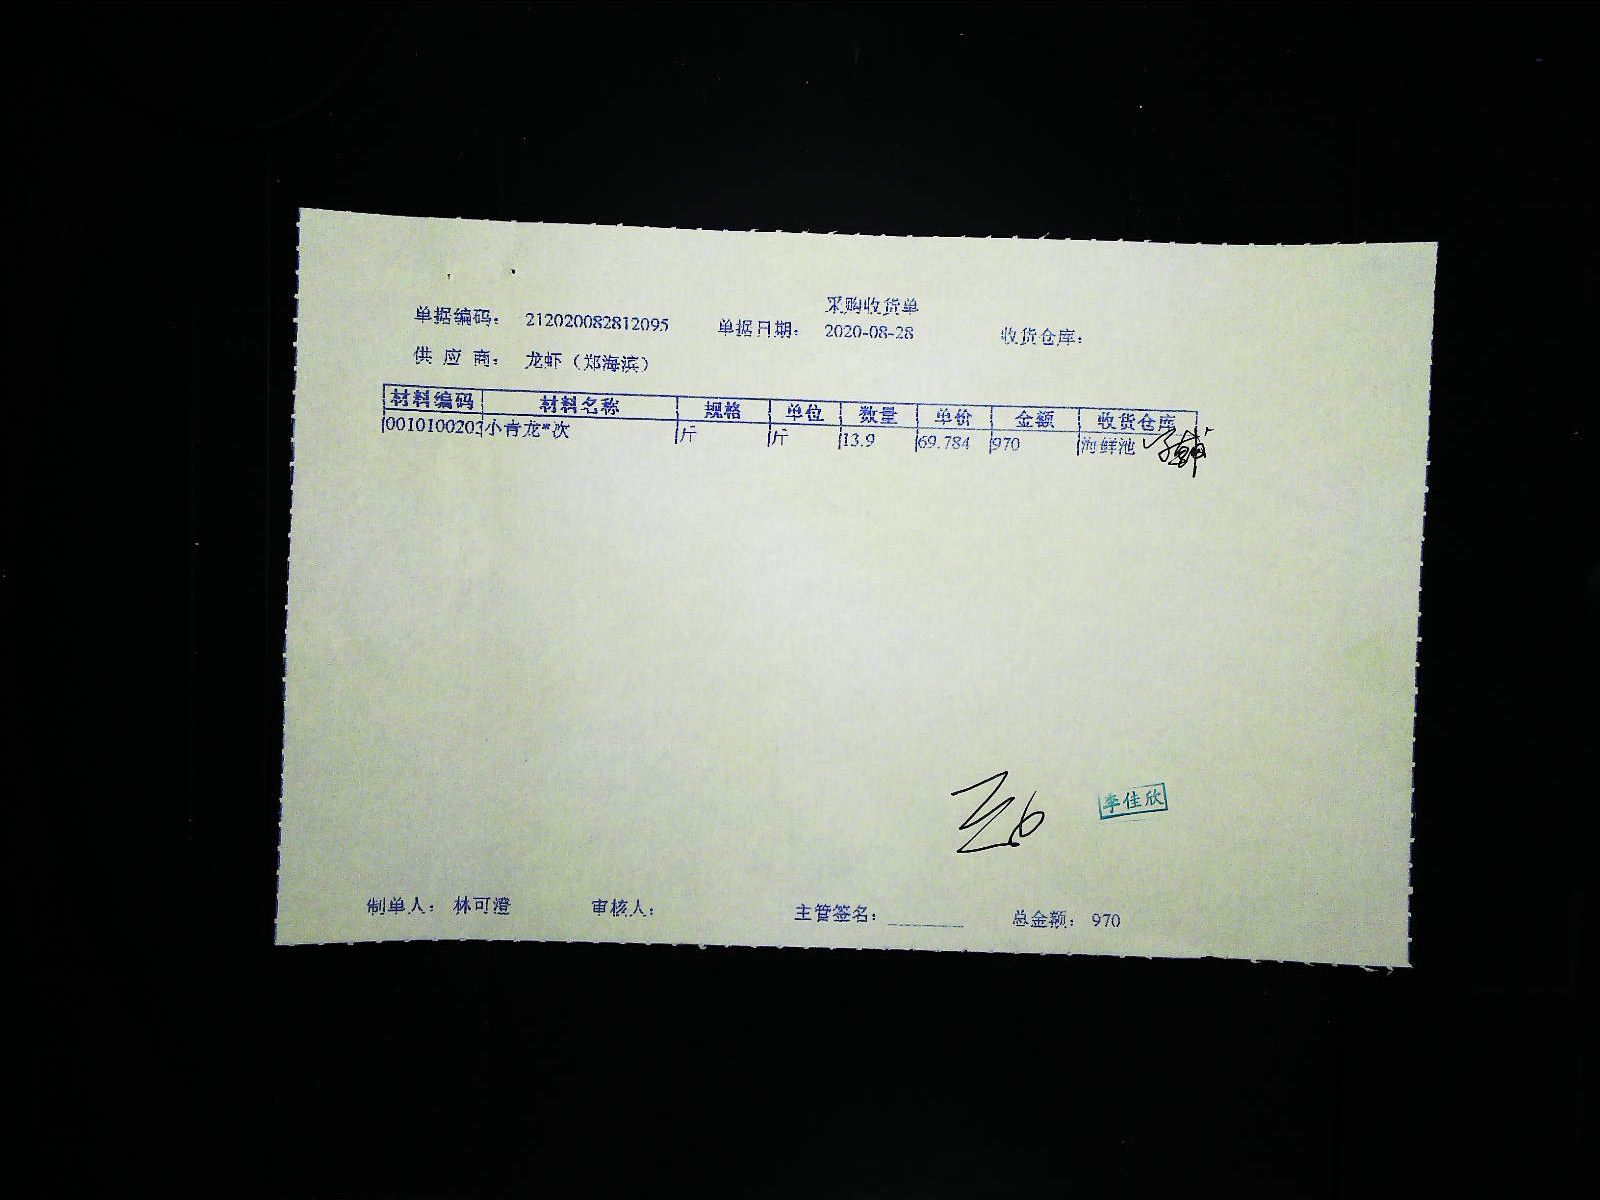 采购收货单
单据编码： 212020082812095 单据日期： 2020-08-28 收货仓库：
供 应 商： 龙虾（郑海滨）
材料编码 材料名称 规格 单位 数量 单价 金额 收货仓库
0010100203 小青龙*次 斤 斤 13.9 69.784 970 海鲜池
李佳欣
制单人： 林可澄 审核人： 主管签名： 总金额： 970